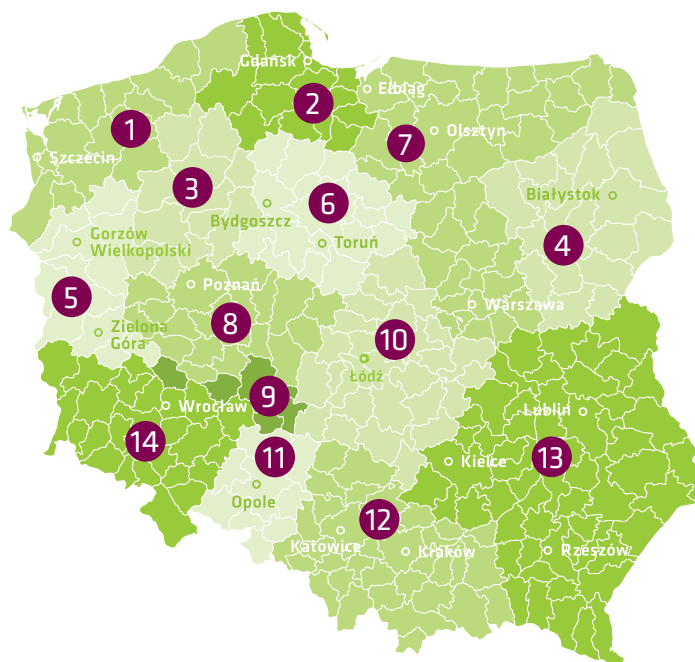 Gdańsk
Elbląg
2
1
7
Olsztyn
Szczecin
3
6
Białystok
Bydgoszcz
Gorzów
Wielkopolski
Toruń
4
5
Poznań
Warszawa
8
Zielona
Góra
10
Łódź
9
Wrocław
Lublin
14
11
Kielce
13
Opole
12
Katowice
Kraków
Rzeszów